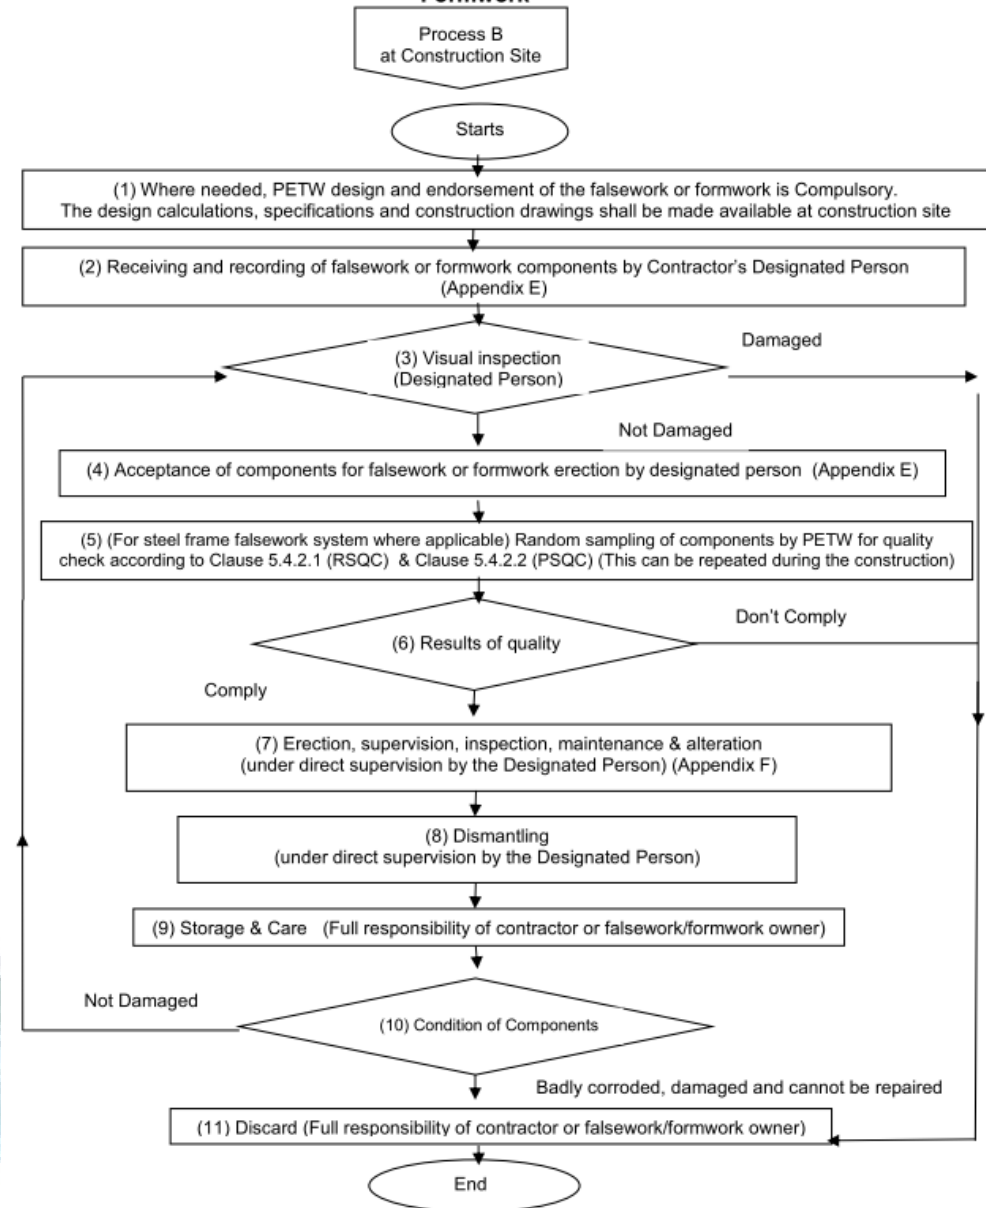 Formwork
Process B
at Construction Site
Starts
(1) Where needed, PETW design and endorsement of the falsework or formwork is Compulsory.
The design calculations, specifications and construction drawings shall be made available at construction site
(2) Receiving and recording of falsework or formwork components by Contractor's Designated Person
(Appendix E)
Damaged
(3) Visual inspection
(Designated Person)
Not Damaged
(4) Acceptance of components for falsework or formwork erection by designated person (Appendix E)
(5) (For steel frame falsework system where applicable) Random sampling of components by PETW for quality
check according to Clause 5.4.2.1 (RSQC) & Clause 5.4.2.2 (PSQC) (This can be repeated during the construction)
Don't Comply
(6) Results of quality
Comply
(7) Erection, supervision, inspection, maintenance & alteration
(under direct supervision by the Designated Person) (Appendix F)
(8) Dismantling
(under direct supervision by the Designated Person)
(9) Storage & Care (Full responsibility of contractor or falsework/formwork owner)
Not Damaged
(10) Condition of Components
Badly corroded, damaged and cannot be repaired
(11) Discard (Full responsibility of contractor or falsework/formwork owner)
End